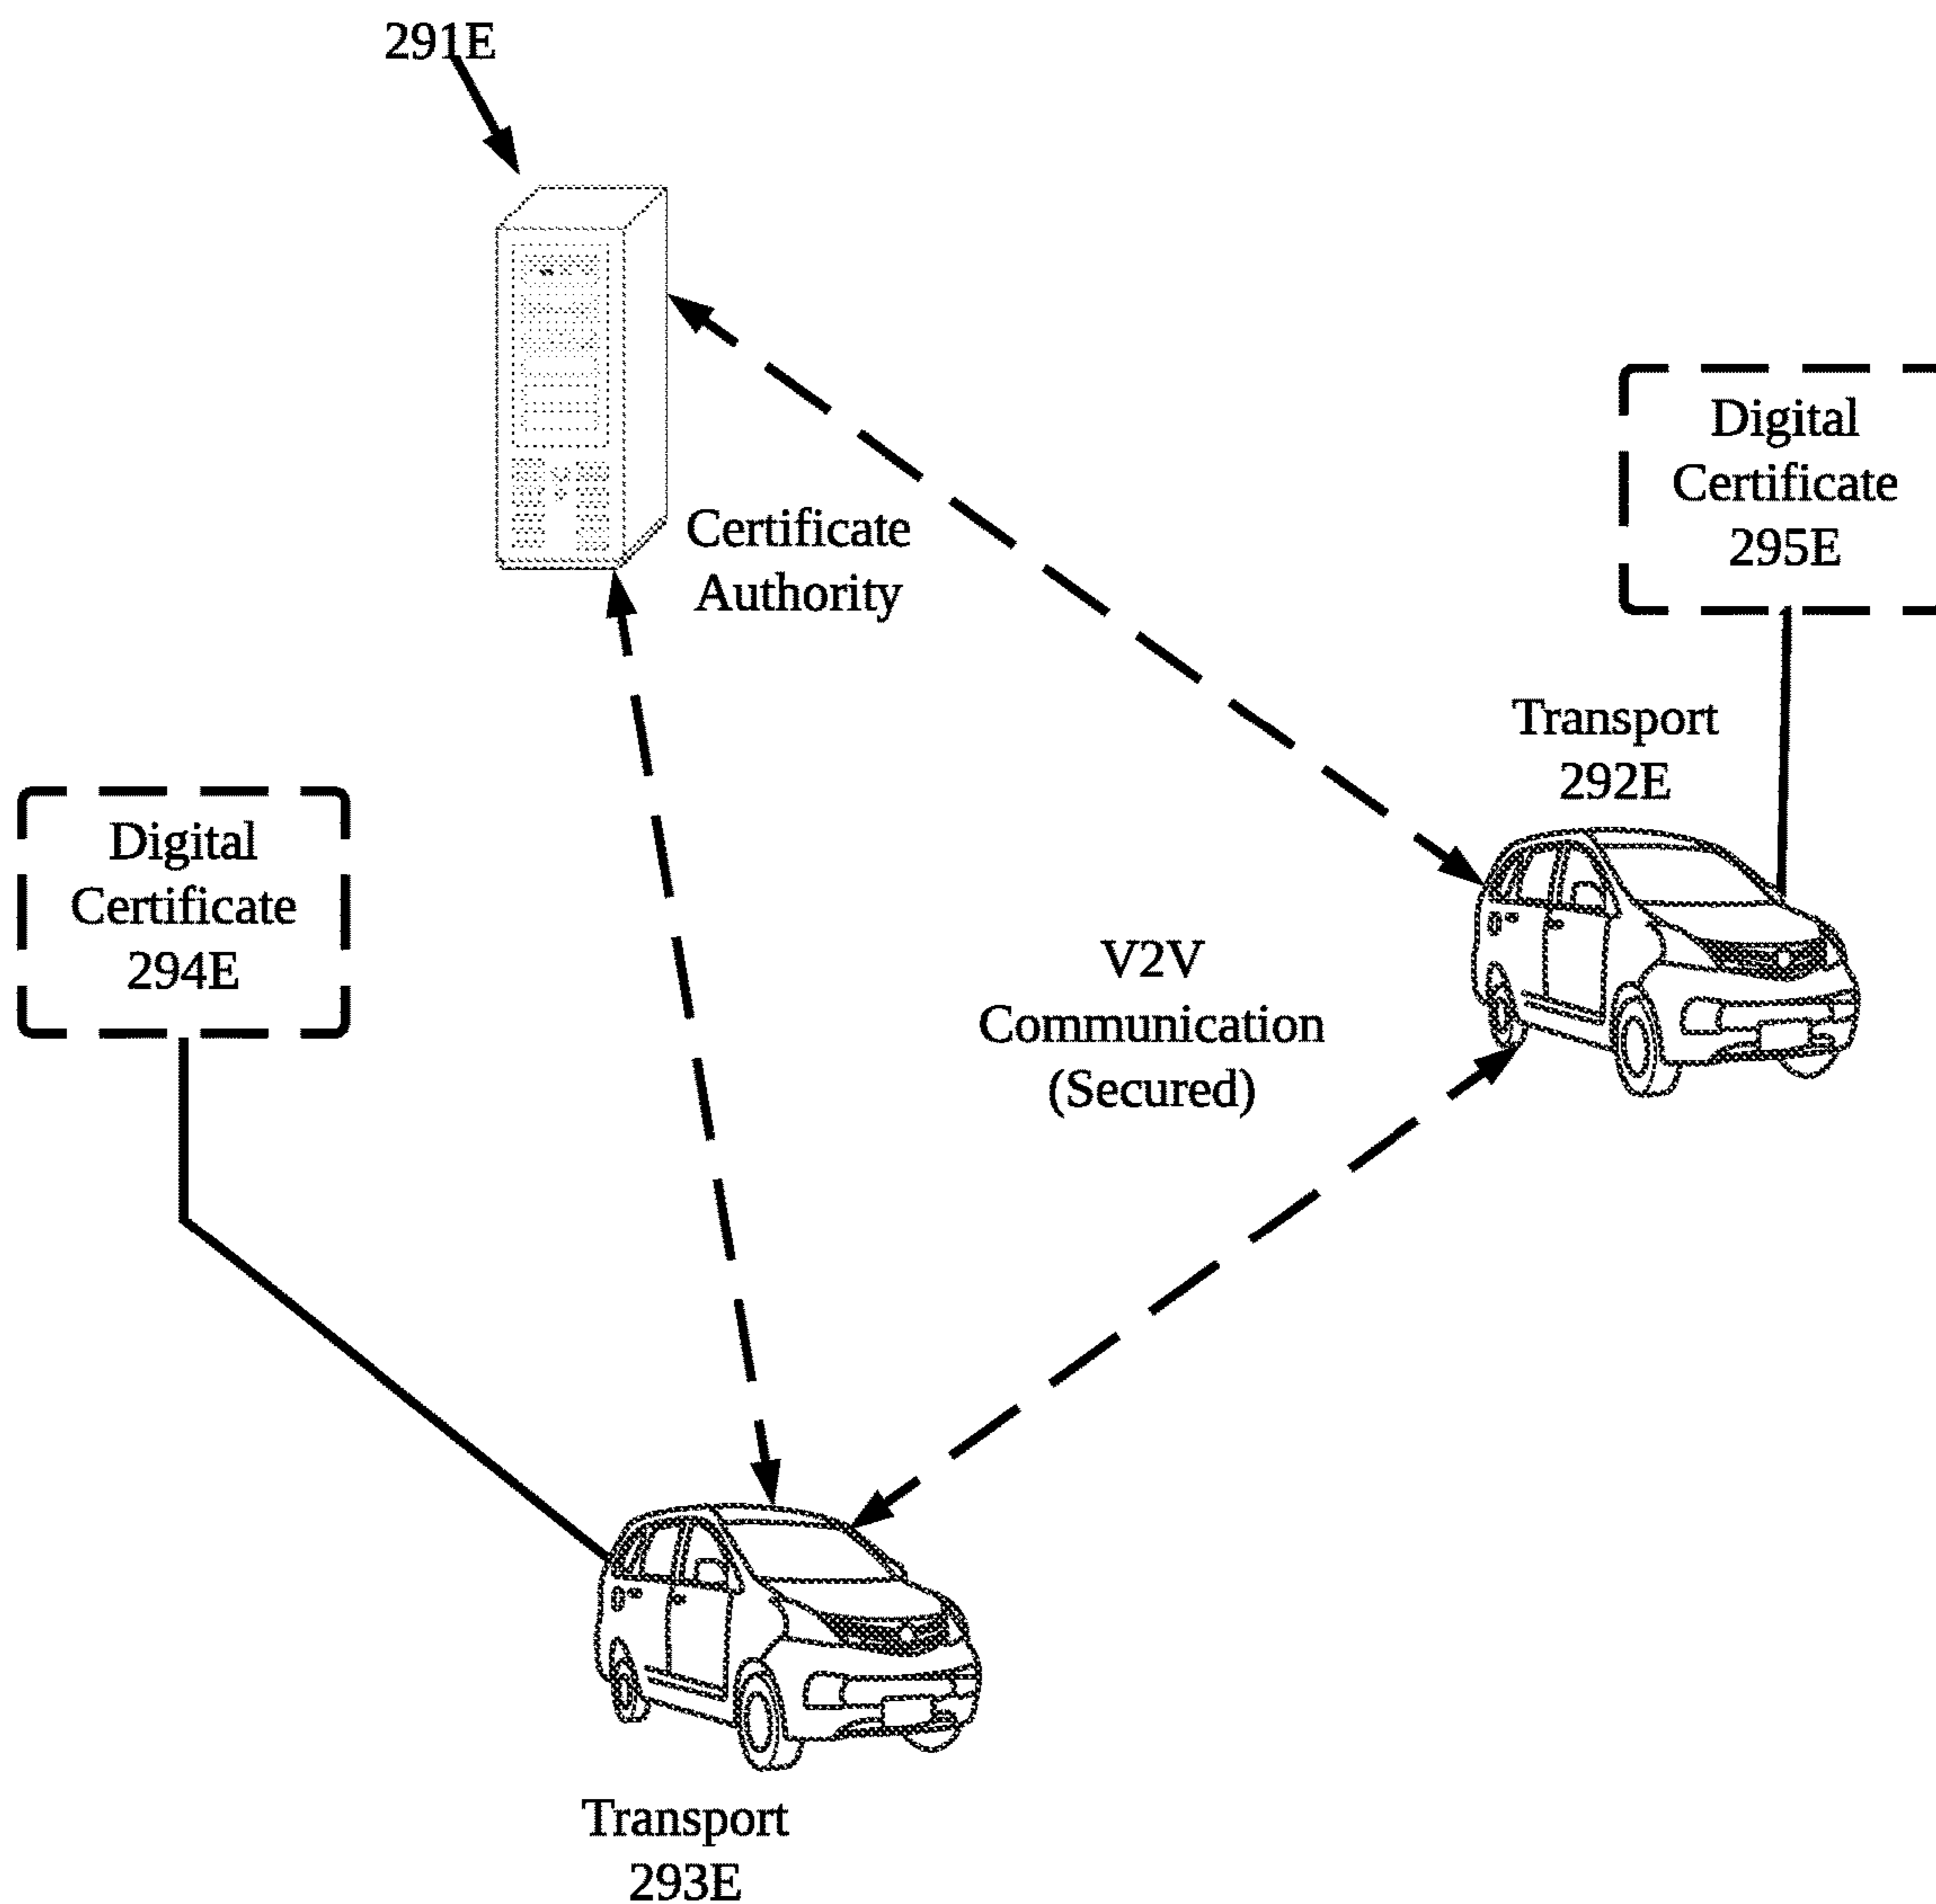 291E
Certificate
Authority
Digital
Certificate
295E
Transport
292E
Digital
Certificate
294E
V2V
Communication
(Secured)
Transport
293E